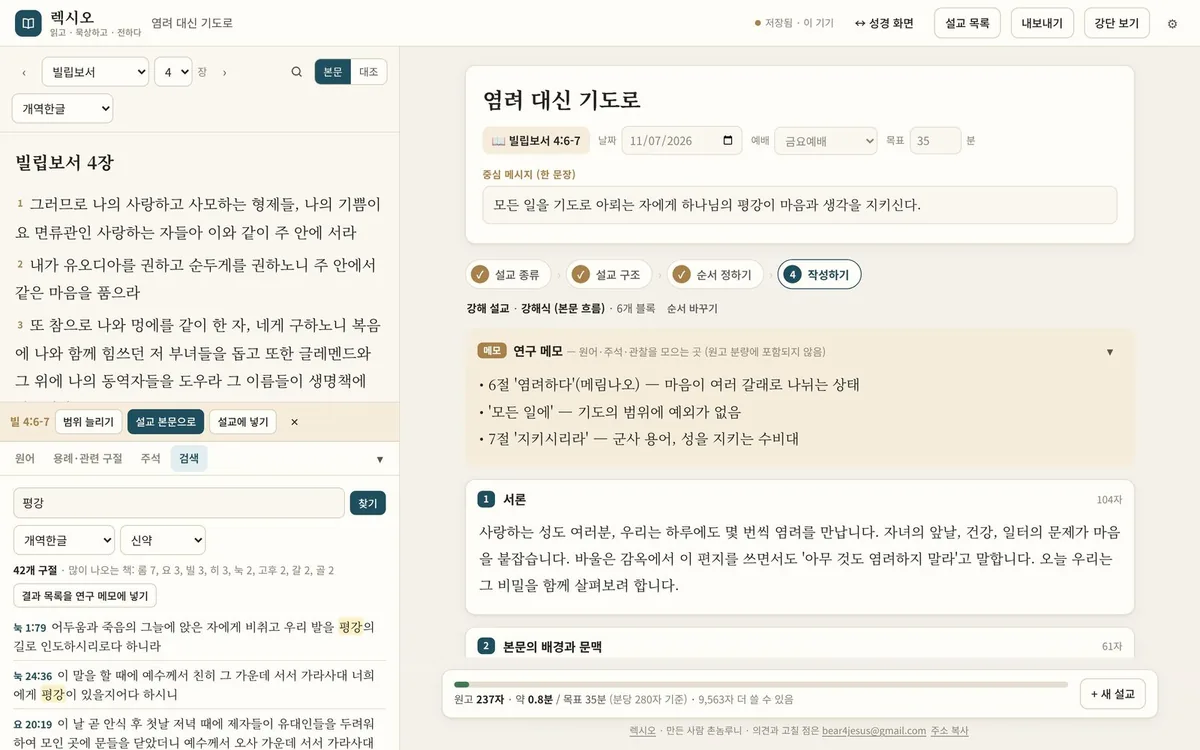 렉시오
읽고 · 묵상하고 · 전하다
염려 대신 기도로
저장됨 · 이 기기
↔ 성경 화면
설교 목록
내보내기
강단 보기
‹
빌립보서
4
장
›
본문
대조
개역한글
빌립보서 4장
1 그러므로 나의 사랑하고 사모하는 형제들, 나의 기쁨이
요 면류관인 사랑하는 자들아 이와 같이 주 안에 서라
2 내가 유오디아를 권하고 순두게를 권하노니 주 안에서
같은 마음을 품으라
3 또 참으로 나와 멍에를 같이 한 자, 네게 구하노니 복음
에 나와 함께 힘쓰던 저 부녀들을 돕고 또한 글레멘드와
그 위에 나의 동역자들을 도우라 그 이름들이 생명책에
빌 4:6-7
범위 늘리기
설교 본문으로
설교에 넣기
×
원어
용례·관련 구절
주석
검색
▼
평강
찾기
개역한글
신약
42개 구절 · 많이 나오는 책: 롬 7, 요 3, 빌 3, 히 3, 눅 2, 고후 2, 갈 2, 골 2
결과 목록을 연구 메모에 넣기
눅 1:79 어두움과 죽음의 그늘에 앉은 자에게 비취고 우리 발을 평강의
길로 인도하시리로다 하니라
눅 24:36 이 말을 할 때에 예수께서 친히 그 가운데 서서 가라사대 너희
에게 평강이 있을지어다 하시니
요 20:19 이 날 곧 안식 후 첫날 저녁 때에 제자들이 유대인들을 두려워
하여 모인 곳에 문들을 닫았더니 예수께서 오사 가운데 서서 가라사대
염려 대신 기도로
빌립보서 4:6-7
날짜
11/07/2026
예배
금요예배
목표
35
분
중심 메시지 (한 문장)
모든 일을 기도로 아뢰는 자에게 하나님의 평강이 마음과 생각을 지키신다.
✓ 설교 종류
›
✓ 설교 구조
›
✓ 순서 정하기
›
4 작성하기
강해 설교 · 강해식 (본문 흐름) · 6개 블록 순서 바꾸기
메모 연구 메모 — 원어·주석·관찰을 모으는 곳 (원고 분량에 포함되지 않음)
▼
• 6절 '염려하다'(메림나오) — 마음이 여러 갈래로 나뉘는 상태
• '모든 일에' — 기도의 범위에 예외가 없음
• 7절 '지키시리라' — 군사 용어, 성을 지키는 수비대
1 서론
104자
사랑하는 성도 여러분, 우리는 하루에도 몇 번씩 염려를 만납니다. 자녀의 앞날, 건강, 일터의 문제가 마음
을 붙잡습니다. 바울은 감옥에서 이 편지를 쓰면서도 '아무 것도 염려하지 말라'고 말합니다. 오늘 우리는
그 비밀을 함께 살펴보려 합니다.
2 본문의 배경과 문맥
61자
원고 237자 · 약 0.8분 / 목표 35분 (분당 280자 기준) · 9,563자 더 쓸 수 있음
+ 새 설교
렉시오 · 만든 사람 촌놈루니 · 의견과 고칠 점은 bear4jesus@gmail.com 주소 복사